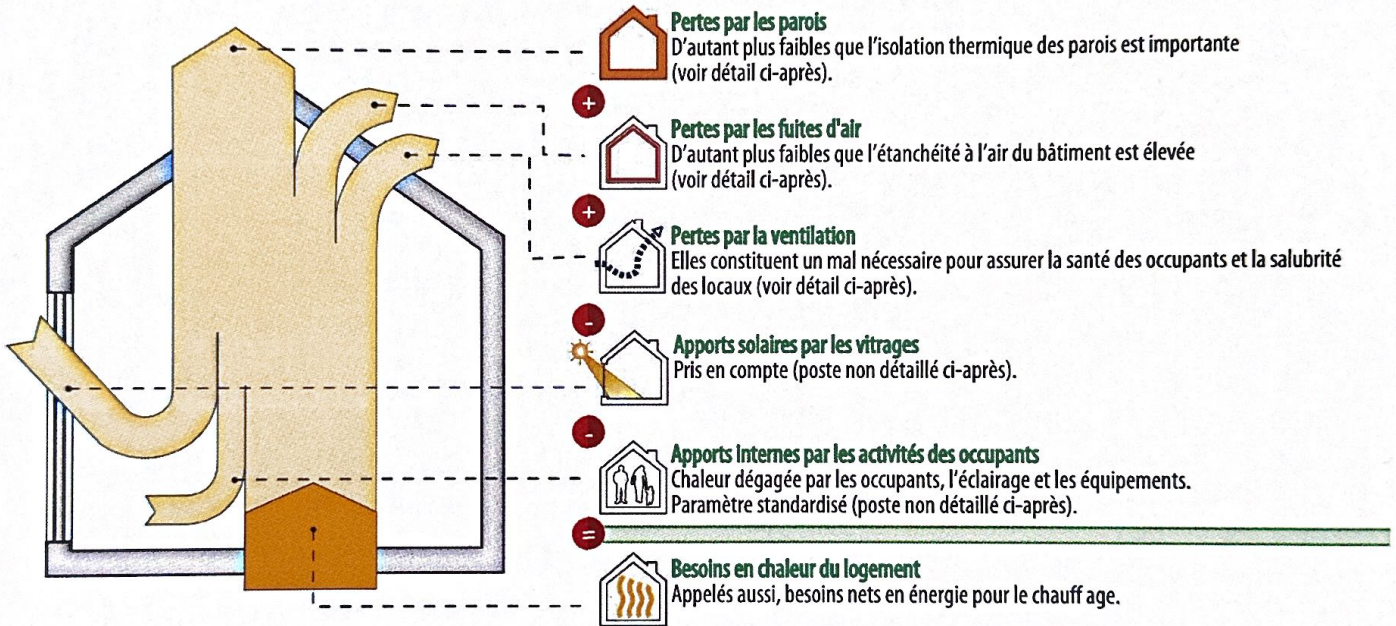 Pertes par les parois
D'autant plus faibles que l'isolation thermique des parois est importante
(voir détail ci-après).
+
Pertes par les fuites d'air
D'autant plus faibles que l'étanchéité à l'air du bâtiment est élevée
(voir détail ci-après).
+
Pertes par la ventilation
Elles constituent un mal nécessaire pour assurer la santé des occupants et la salubrité
des locaux (voir détail ci-après).
-
Apports solaires par les vitrages
Pris en compte (poste non détaillé ci-après).
-
Apports internes par les activités des occupants
Chaleur dégagée par les occupants, l'éclairage et les équipements.
Paramètre standardisé (poste non détaillé ci-après).
=
Besoins en chaleur du logement
Appelés aussi, besoins nets en énergie pour le chauff age.